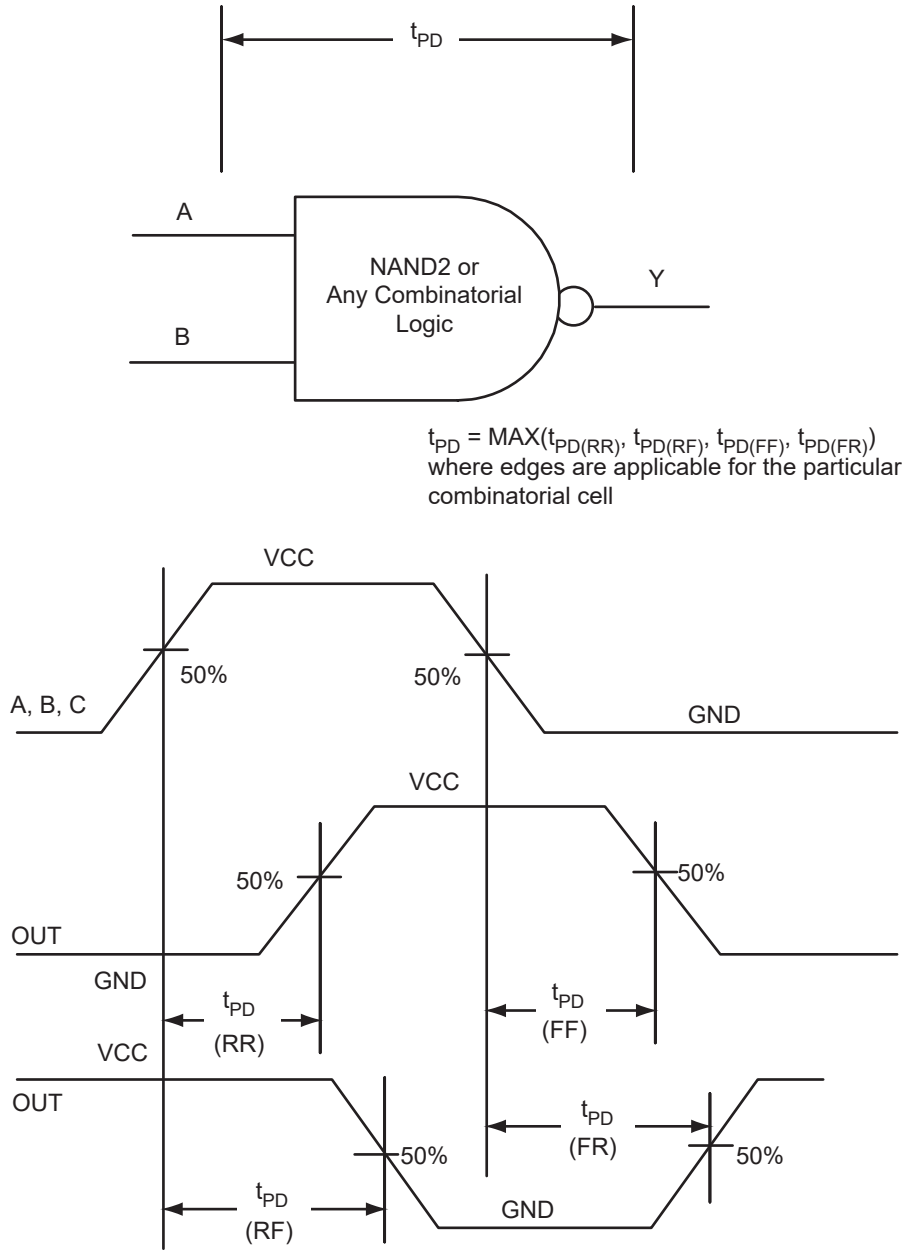 tPD
A
NAND2 or
Any Combinatorial
Logic
Y
B
tPD = MAX(tPD(RR), tPD(RF), tPD(FF), tPD(FR))
where edges are applicable for the particular
combinatorial cell
VCC
50%
50%
A, B, C
GND
VCC
50%
50%
OUT
GND
tPD
(RR)
tPD
(FF)
VCC
OUT
tPD
(FR)
50%
50%
tPD
(RF)
GND